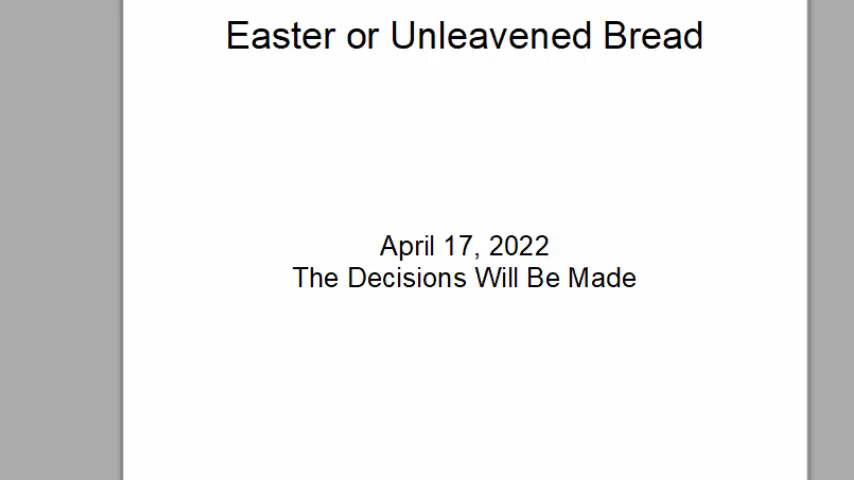 Easter or Unleavened Bread
April 17, 2022
The Decisions Will Be Made